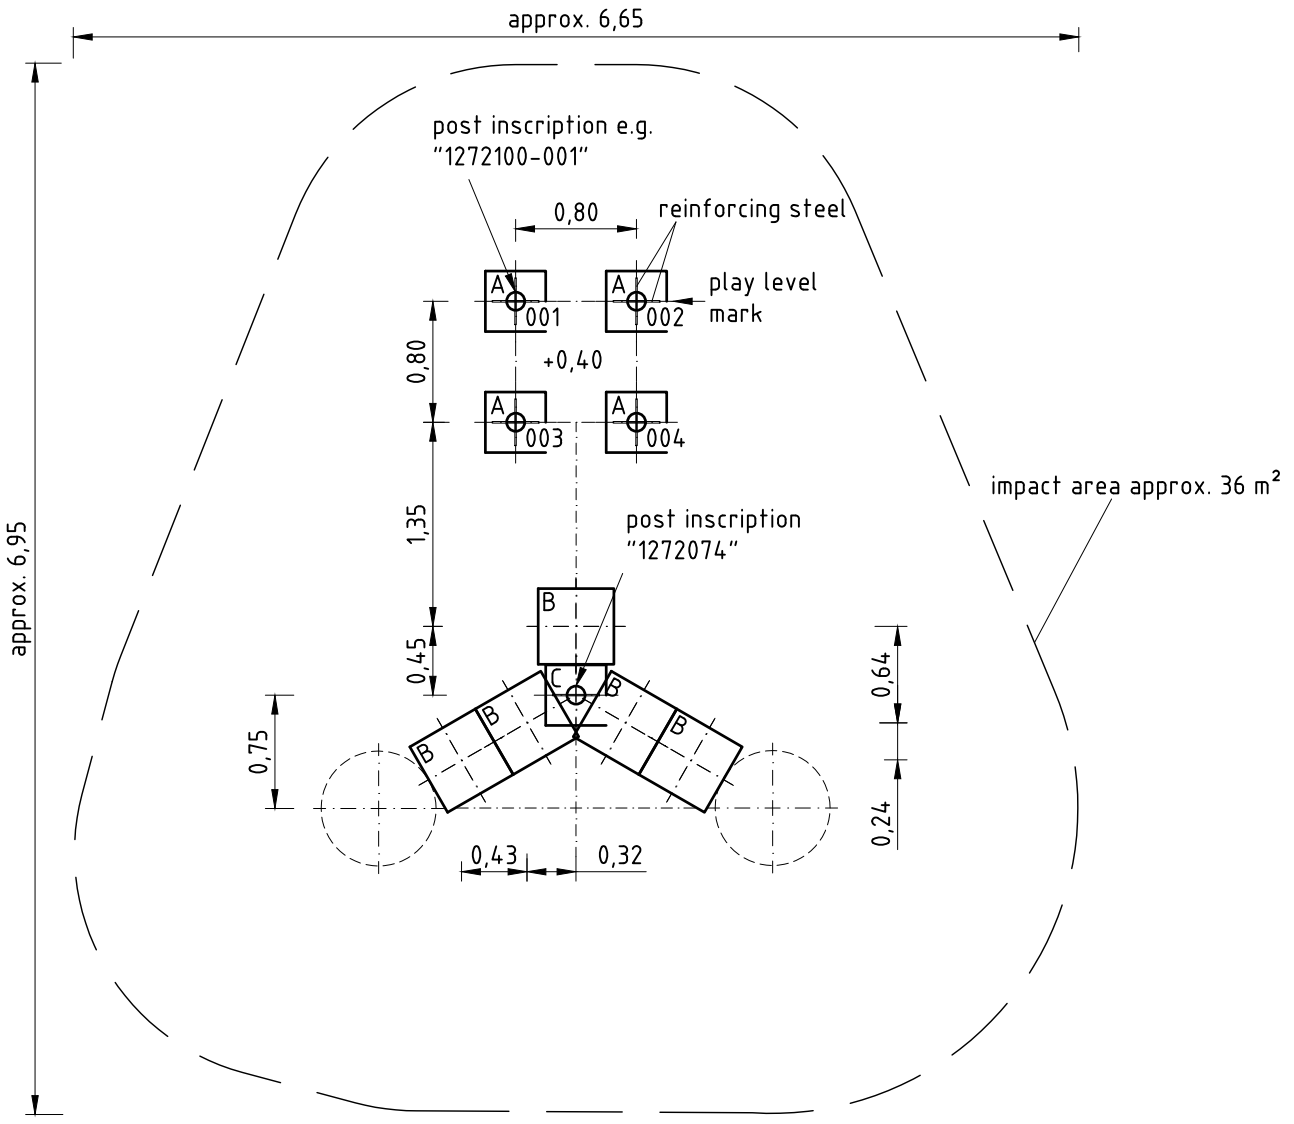 approx. 6,65
post inscription e.g.
"1272100-001"
0,80
reinforcing steel
A
A
play level
mark
001
002
0,80
+0,40
A
A
003
004
impact area approx. 36 m²
1,35
post inscription
"1272074"
approx. 6,95
B
0,45
C
B
0,64
B
B
B
0,75
0,24
0,43
0,32